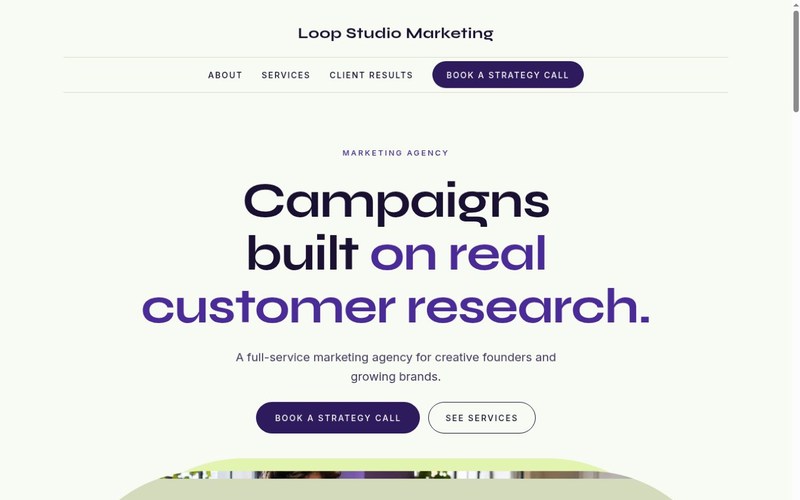 Loop Studio Marketing
ABOUT SERVICES CLIENT RESULTS BOOK A STRATEGY CALL
MARKETING AGENCY
Campaigns
built on real
customer research.
A full-service marketing agency for creative founders and
growing brands.
BOOK A STRATEGY CALL SEE SERVICES